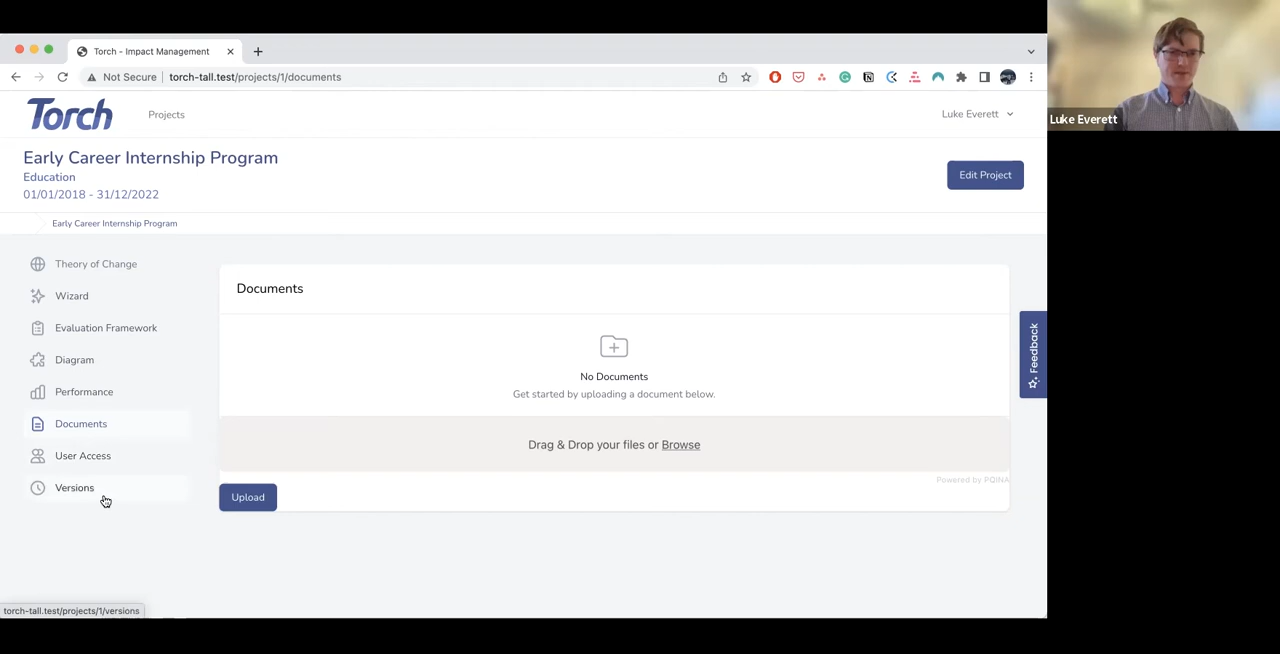 Torch - Impact Management
Not Secure
torch-tall.test/projects/1/documents
Torch
Projects
Luke Everett
Early Career Internship Program
Education
01/01/2018 - 31/12/2022
Edit Project
Early Career Internship Program
Theory of Change
Wizard
Evaluation Framework
Diagram
Performance
Documents
User Access
Versions
Documents
No Documents
Get started by uploading a document below.
Drag & Drop your files or Browse
Powered by PQINA
Upload
Feedback
torch-tall.test/projects/1/versions
Luke Everett